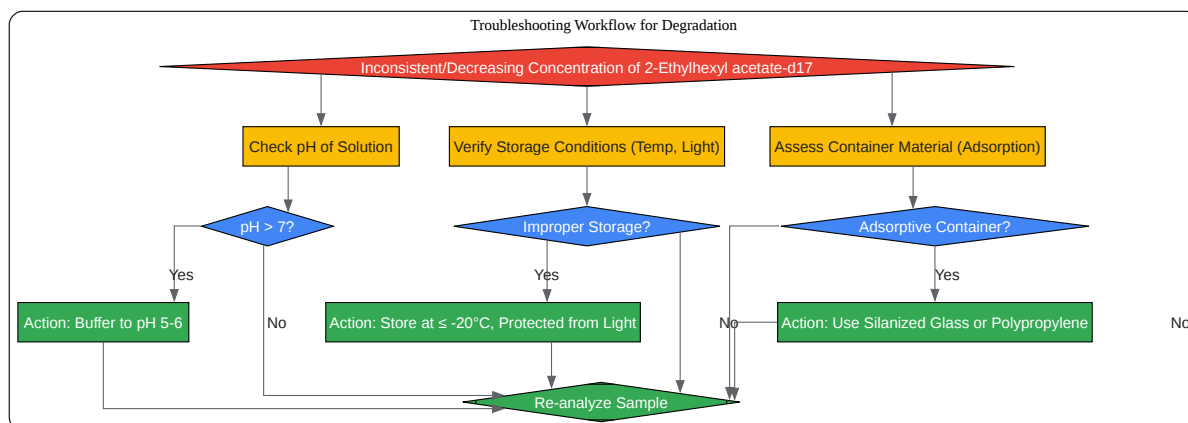 Troubleshooting Workflow for Degradation
Inconsistent/Decreasing Concentration of 2-Ethylhexyl acetate-d17
Check pH of Solution
Verify Storage Conditions (Temp, Light)
Assess Container Material (Adsorption)
pH > 7?
Improper Storage?
Adsorptive Container?
Yes
Yes
Yes
Action: Buffer to pH 5-6
No
Action: Store at ≤ -20°C, Protected from Light
No
Action: Use Silanized Glass or Polypropylene
No
Re-analyze Sample